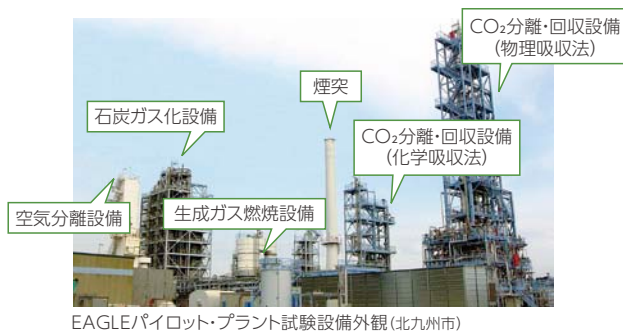 CO₂分離・回収設備
(物理吸収法)
煙突
石炭ガス化設備
CO₂分離・回収設備
(化学吸収法)
空気分離設備
生成ガス燃焼設備
EAGLEパイロット・プラント試験設備外観(北九州市)